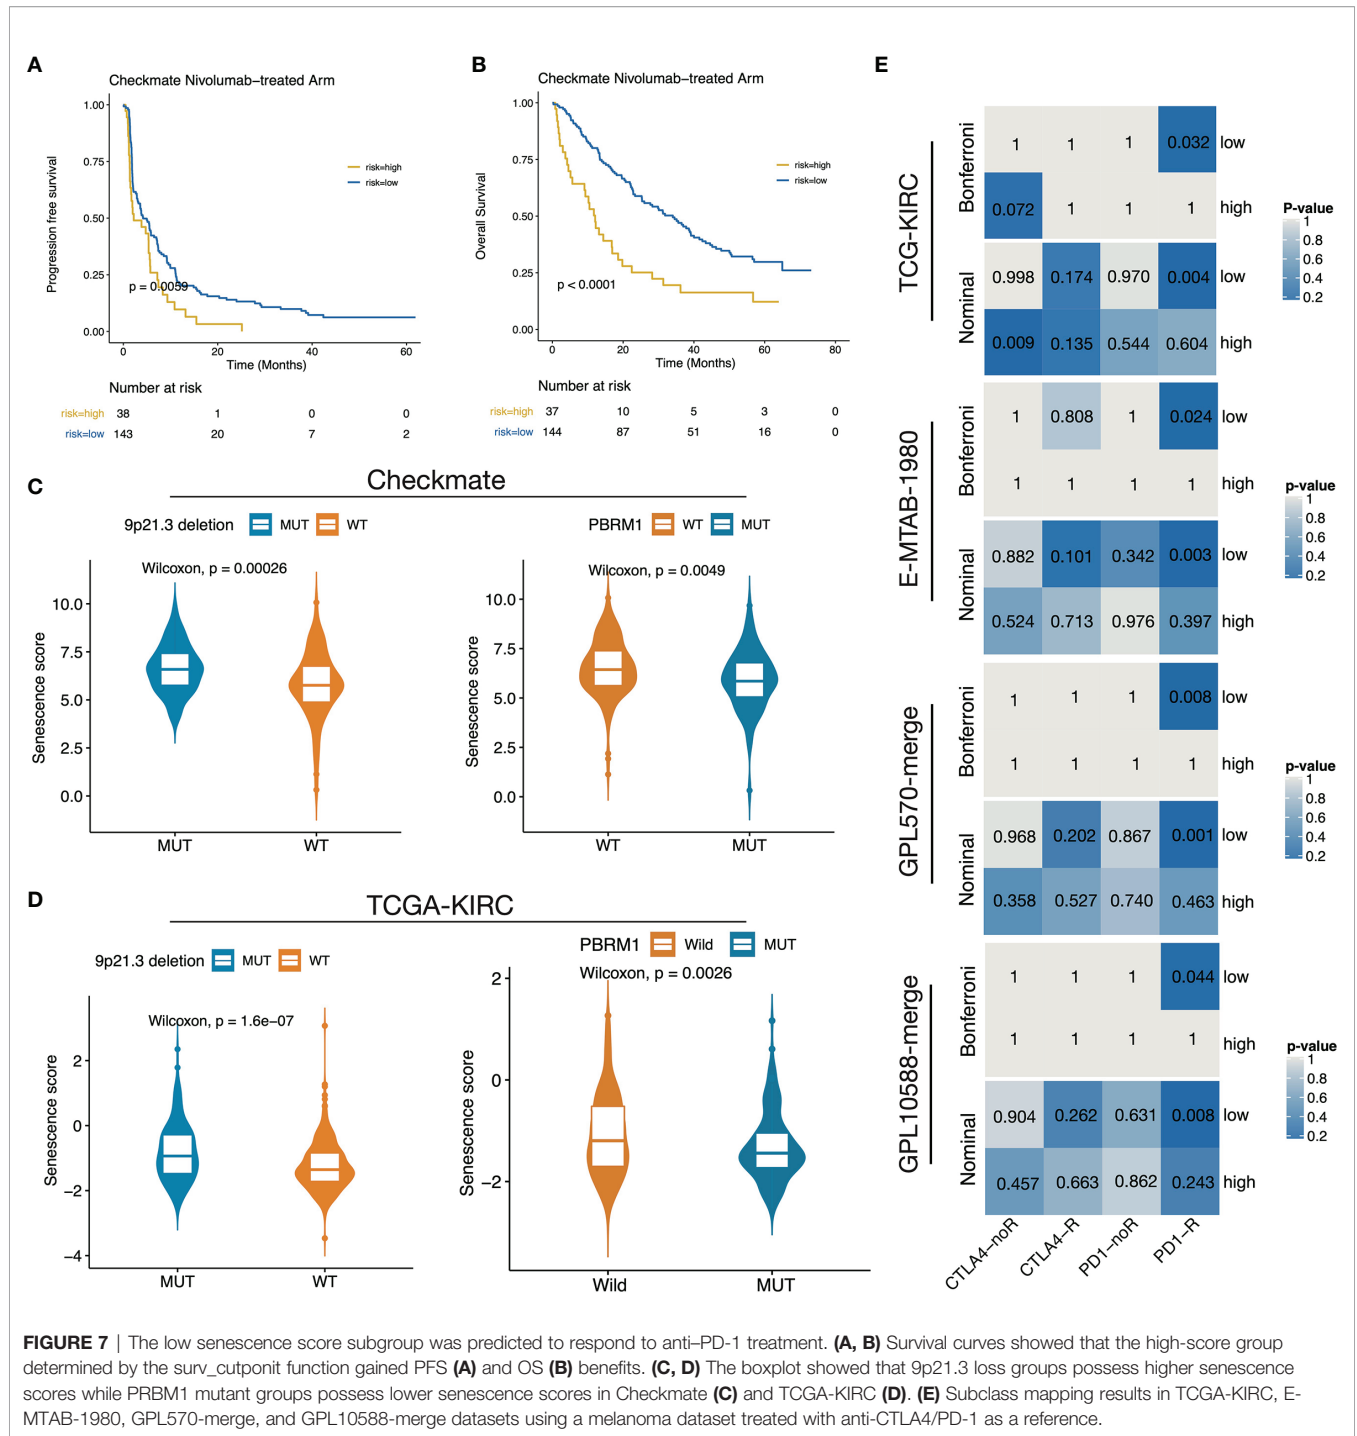 A
Checkmate Nivolumab–treated Arm
Progression free survival
1.00
0.75
0.50
0.25
0.00
risk=high
risk=low
p = 0.0059
0 20 40 60
Time (Months)
Number at risk
risk=high 38 1 0 0
risk=low 143 20 7 2
B
Checkmate Nivolumab–treated Arm
Overall Survival
1.00
0.75
0.50
0.25
0.00
risk=high
risk=low
p < 0.0001
0 20 40 60 80
Time (Months)
Number at risk
risk=high 37 10 5 3 0
risk=low 144 87 51 16 0
C
Checkmate
9p21.3 deletion MUT WT
Wilcoxon, p = 0.00026
Senescence score
10.0
7.5
5.0
2.5
0.0
MUT WT
PBRM1 WT MUT
Wilcoxon, p = 0.0049
Senescence score
10.0
7.5
5.0
2.5
0.0
WT MUT
D
TCGA-KIRC
9p21.3 deletion MUT WT
Wilcoxon, p = 1.6e−07
Senescence score
2
0
−2
−4
MUT WT
PBRM1 Wild MUT
Wilcoxon, p = 0.0026
Senescence score
2
0
−2
Wild MUT
E
TCG-KIRC
Bonferroni
1 1 1 0.032 low
0.072 1 1 1 high
Nominal
0.998 0.174 0.970 0.004 low
0.009 0.135 0.544 0.604 high
P-value
1
0.8
0.6
0.4
0.2
E-MTAB-1980
Bonferroni
1 0.808 1 0.024 low
1 1 1 1 high
Nominal
0.882 0.101 0.342 0.003 low
0.524 0.713 0.976 0.397 high
p-value
1
0.8
0.6
0.4
0.2
GPL570-merge
Bonferroni
1 1 1 0.008 low
1 1 1 1 high
Nominal
0.968 0.202 0.867 0.001 low
0.358 0.527 0.740 0.463 high
p-value
1
0.8
0.6
0.4
0.2
GPL10588-merge
Bonferroni
1 1 1 0.044 low
1 1 1 1 high
Nominal
0.904 0.262 0.631 0.008 low
0.457 0.663 0.862 0.243 high
p-value
1
0.8
0.6
0.4
0.2
CTLA4−noR CTLA4−R PD1−noR PD1−R
FIGURE 7 | The low senescence score subgroup was predicted to respond to anti–PD-1 treatment. (A, B) Survival curves showed that the high-score group
determined by the surv_cutponit function gained PFS (A) and OS (B) benefits. (C, D) The boxplot showed that 9p21.3 loss groups possess higher senescence
scores while PRBM1 mutant groups possess lower senescence scores in Checkmate (C) and TCGA-KIRC (D). (E) Subclass mapping results in TCGA-KIRC, E-
MTAB-1980, GPL570-merge, and GPL10588-merge datasets using a melanoma dataset treated with anti-CTLA4/PD-1 as a reference.